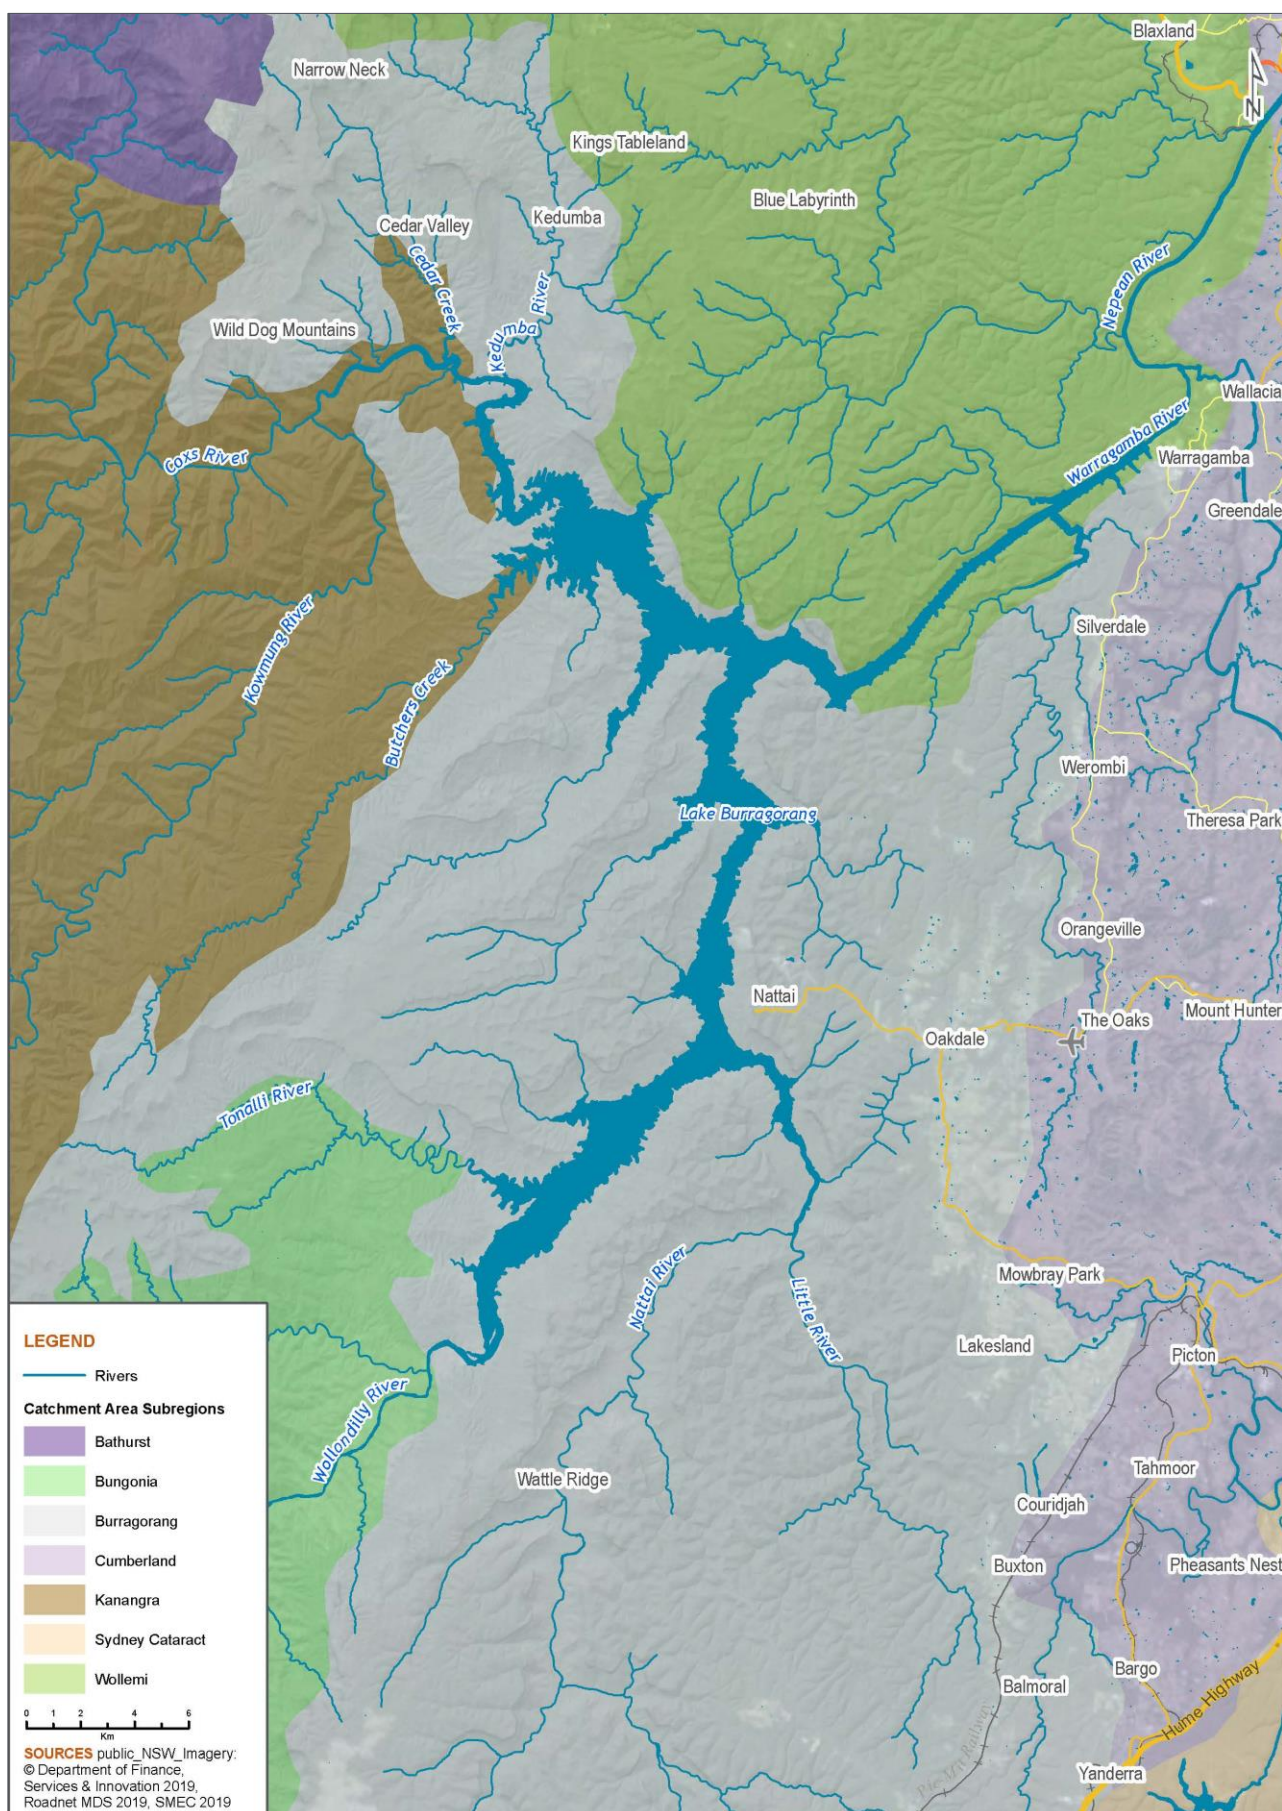 Blaxland
Narrow Neck
N
Kings Tableland
Blue Labyrinth
Kedumba
Cedar Valley
Cedar Creek
Kedumba River
Nepean River
Wild Dog Mountains
Wallacia
Warragamba River
Coxs River
Warragamba
Greendale
Kowmung River
Silverdale
Butchers Creek
Werombi
Lake Burragorang
Theresa Park
Orangeville
Nattai
Mount Hunter
The Oaks
Oakdale
Tonalli River
Mowbray Park
Nattai River
Little River
Lakesland
Picton
Wollondilly River
Wattle Ridge
Tahmoor
Couridjah
Buxton
Pheasants Nest
Bargo
Balmoral
Hume Highway
Yanderra
LEGEND
Rivers
Catchment Area Subregions
Bathurst
Bungonia
Burragorang
Cumberland
Kanangra
Sydney Cataract
Wollemi
0 1 2 4 6
Km
SOURCES public_NSW_Imagery:
© Department of Finance,
Services & Innovation 2019,
Roadnet MDS 2019, SMEC 2019